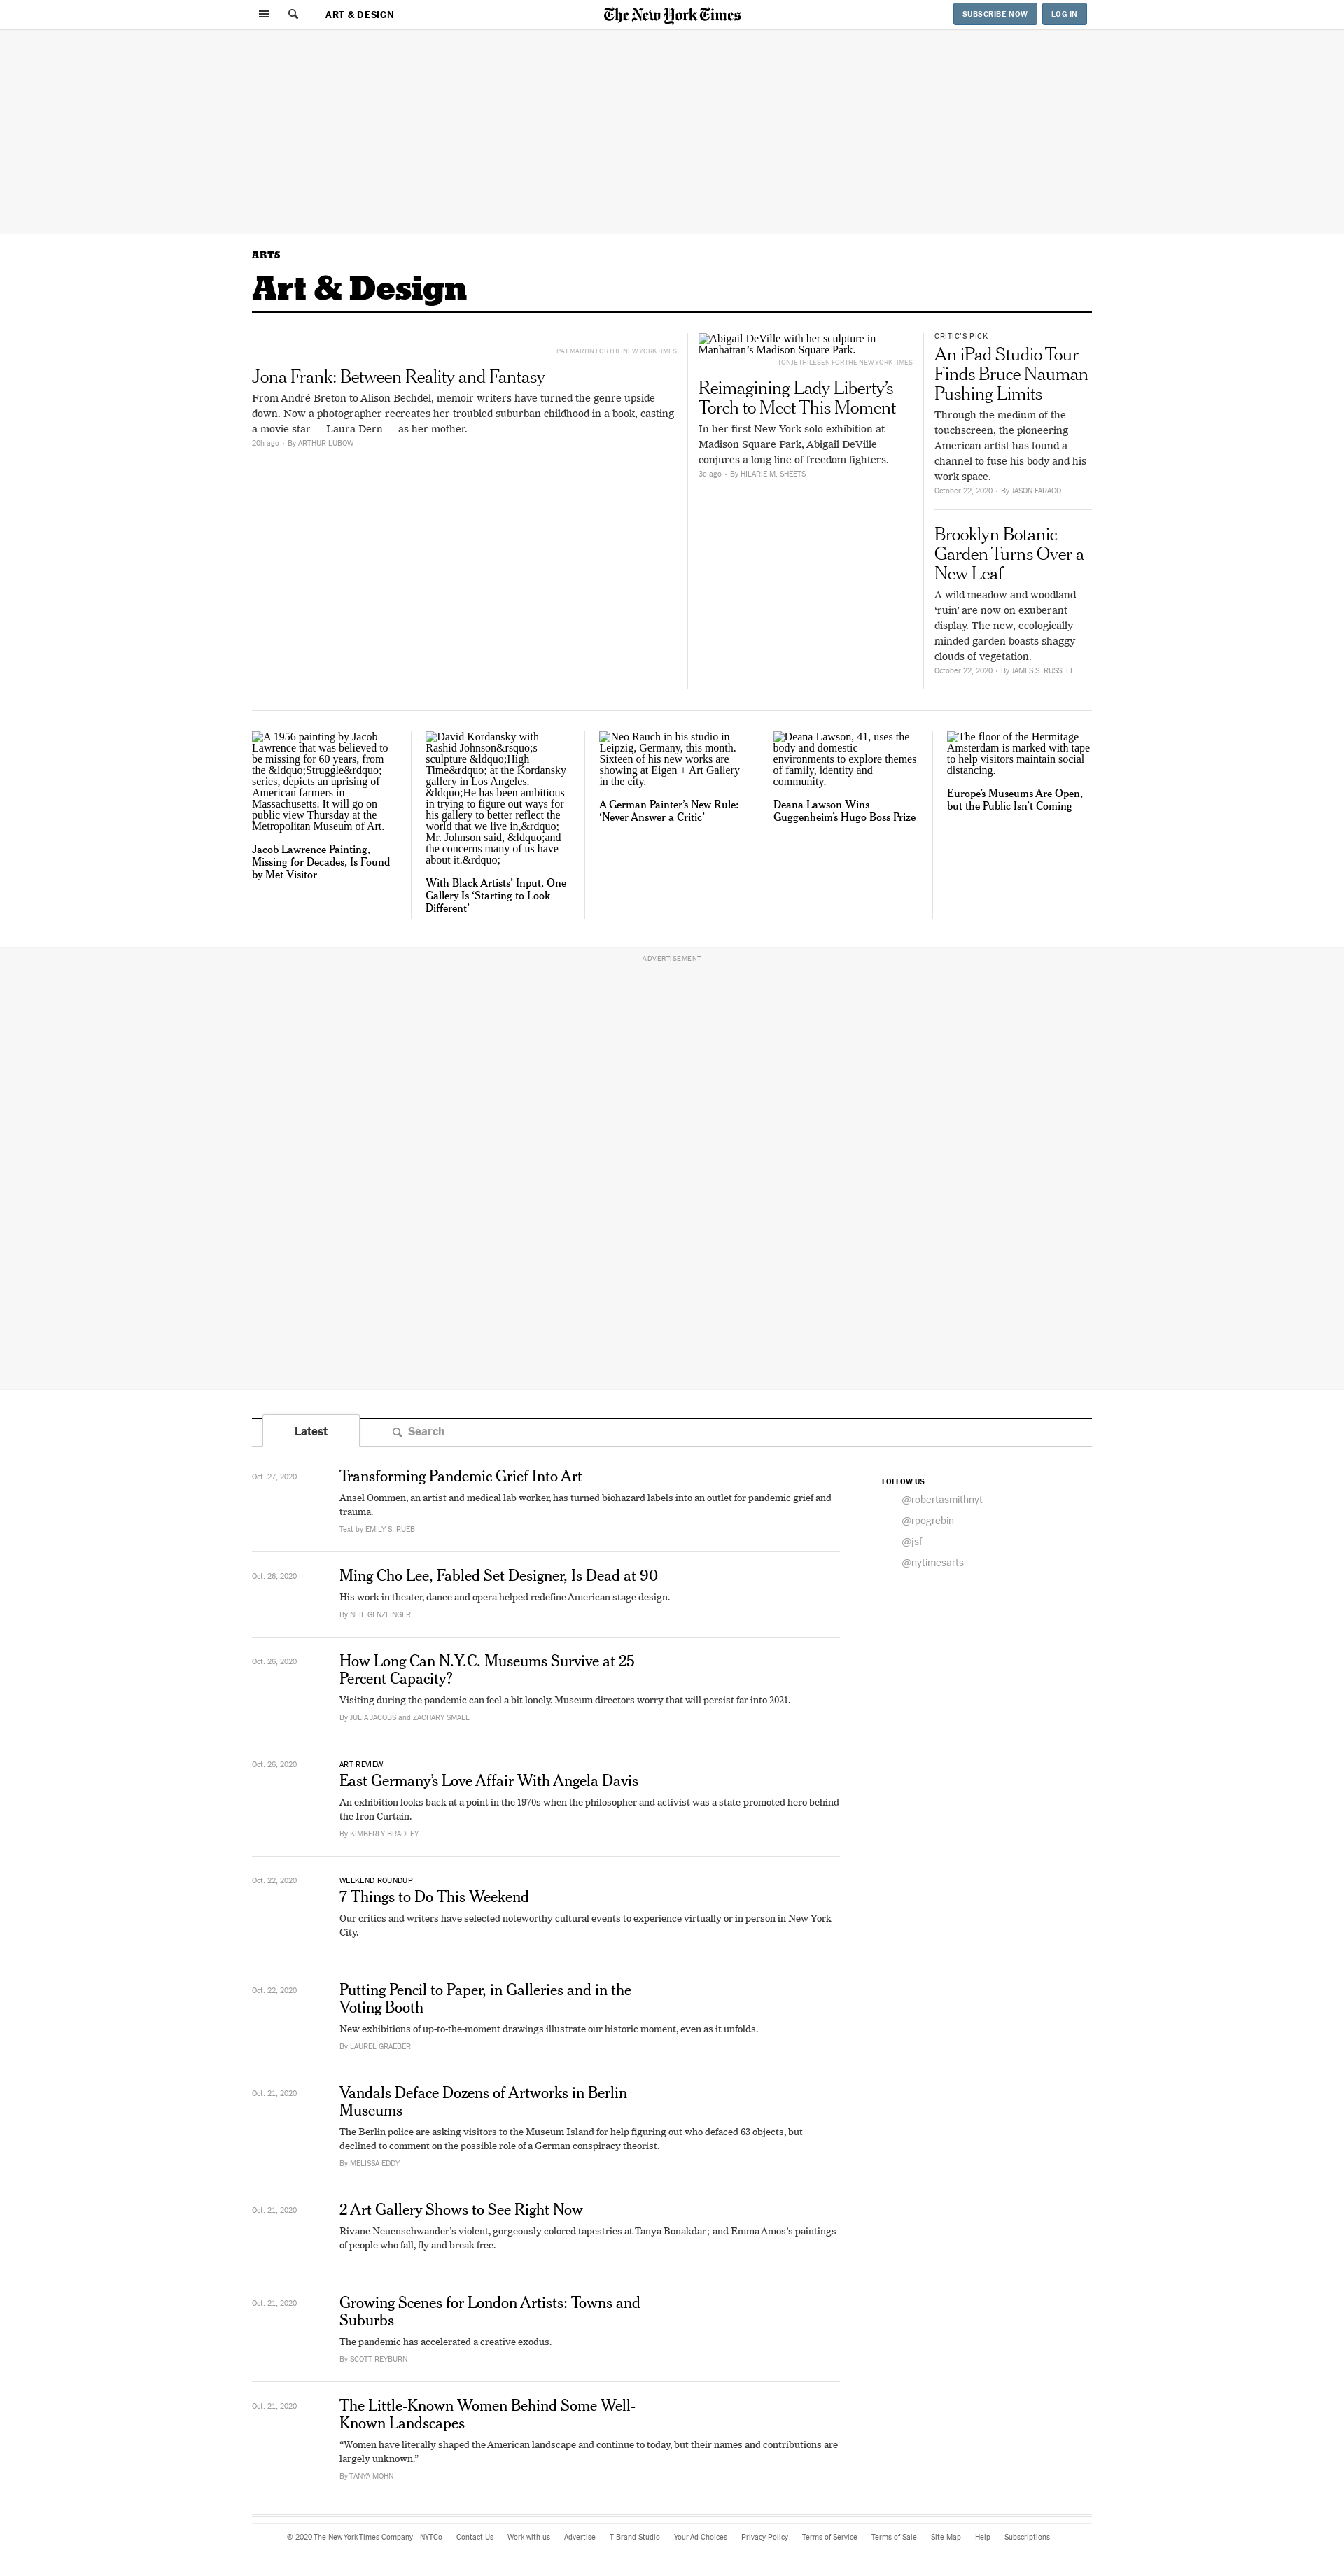 ART & DESIGN
The New York Times
SUBSCRIBE NOW
LOG IN
ARTS
Art & Design
PAT MARTIN FOR THE NEW YORK TIMES
Jona Frank: Between Reality and Fantasy
From André Breton to Alison Bechdel, memoir writers have turned the genre upside
down. Now a photographer recreates her troubled suburban childhood in a book, casting
a movie star — Laura Dern — as her mother.
20h ago • By ARTHUR LUBOW
Abigail DeVille with her sculpture in
Manhattan’s Madison Square Park.
TONJE THILESEN FOR THE NEW YORK TIMES
Reimagining Lady Liberty’s
Torch to Meet This Moment
In her first New York solo exhibition at
Madison Square Park, Abigail DeVille
conjures a long line of freedom fighters.
3d ago • By HILARIE M. SHEETS
CRITIC’S PICK
An iPad Studio Tour
Finds Bruce Nauman
Pushing Limits
Through the medium of the
touchscreen, the pioneering
American artist has found a
channel to fuse his body and his
work space.
October 22, 2020 • By JASON FARAGO
Brooklyn Botanic
Garden Turns Over a
New Leaf
A wild meadow and woodland
‘ruin’ are now on exuberant
display. The new, ecologically
minded garden boasts shaggy
clouds of vegetation.
October 22, 2020 • By JAMES S. RUSSELL
A 1956 painting by Jacob
Lawrence that was believed to
be missing for 60 years, from
the &ldquo;Struggle&rdquo;
series, depicts an uprising of
American farmers in
Massachusetts. It will go on
public view Thursday at the
Metropolitan Museum of Art.
Jacob Lawrence Painting,
Missing for Decades, Is Found
by Met Visitor
David Kordansky with
Rashid Johnson&rsquo;s
sculpture &ldquo;High
Time&rdquo; at the Kordansky
gallery in Los Angeles.
&ldquo;He has been ambitious
in trying to figure out ways for
his gallery to better reflect the
world that we live in,&rdquo;
Mr. Johnson said, &ldquo;and
the concerns many of us have
about it.&rdquo;
With Black Artists’ Input, One
Gallery Is ‘Starting to Look
Different’
Neo Rauch in his studio in
Leipzig, Germany, this month.
Sixteen of his new works are
showing at Eigen + Art Gallery
in the city.
A German Painter’s New Rule:
‘Never Answer a Critic’
Deana Lawson, 41, uses the
body and domestic
environments to explore themes
of family, identity and
community.
Deana Lawson Wins
Guggenheim’s Hugo Boss Prize
The floor of the Hermitage
Amsterdam is marked with tape
to help visitors maintain social
distancing.
Europe’s Museums Are Open,
but the Public Isn’t Coming
ADVERTISEMENT
Latest
Search
Oct. 27, 2020
Transforming Pandemic Grief Into Art
Ansel Oommen, an artist and medical lab worker, has turned biohazard labels into an outlet for pandemic grief and
trauma.
Text by EMILY S. RUEB
FOLLOW US
@robertasmithnyt
@rpogrebin
@jsf
@nytimesarts
Oct. 26, 2020
Ming Cho Lee, Fabled Set Designer, Is Dead at 90
His work in theater, dance and opera helped redefine American stage design.
By NEIL GENZLINGER
Oct. 26, 2020
How Long Can N.Y.C. Museums Survive at 25
Percent Capacity?
Visiting during the pandemic can feel a bit lonely. Museum directors worry that will persist far into 2021.
By JULIA JACOBS and ZACHARY SMALL
Oct. 26, 2020
ART REVIEW
East Germany’s Love Affair With Angela Davis
An exhibition looks back at a point in the 1970s when the philosopher and activist was a state-promoted hero behind
the Iron Curtain.
By KIMBERLY BRADLEY
Oct. 22, 2020
WEEKEND ROUNDUP
7 Things to Do This Weekend
Our critics and writers have selected noteworthy cultural events to experience virtually or in person in New York
City.
Oct. 22, 2020
Putting Pencil to Paper, in Galleries and in the
Voting Booth
New exhibitions of up-to-the-moment drawings illustrate our historic moment, even as it unfolds.
By LAUREL GRAEBER
Oct. 21, 2020
Vandals Deface Dozens of Artworks in Berlin
Museums
The Berlin police are asking visitors to the Museum Island for help figuring out who defaced 63 objects, but
declined to comment on the possible role of a German conspiracy theorist.
By MELISSA EDDY
Oct. 21, 2020
2 Art Gallery Shows to See Right Now
Rivane Neuenschwander’s violent, gorgeously colored tapestries at Tanya Bonakdar; and Emma Amos’s paintings
of people who fall, fly and break free.
Oct. 21, 2020
Growing Scenes for London Artists: Towns and
Suburbs
The pandemic has accelerated a creative exodus.
By SCOTT REYBURN
Oct. 21, 2020
The Little-Known Women Behind Some Well-
Known Landscapes
“Women have literally shaped the American landscape and continue to today, but their names and contributions are
largely unknown.”
By TANYA MOHN
© 2020 The New York Times Company NYTCo Contact Us Work with us Advertise T Brand Studio Your Ad Choices Privacy Policy Terms of Service Terms of Sale Site Map Help Subscriptions